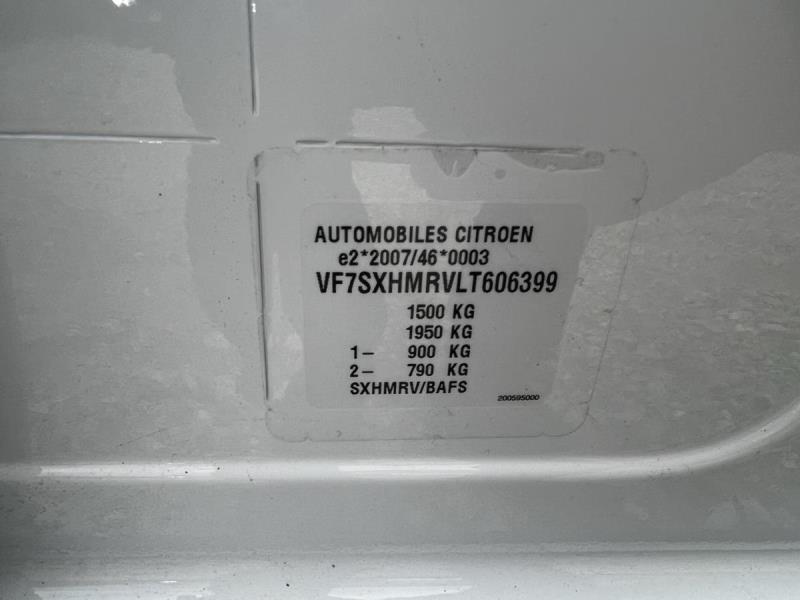 AUTOMOBILES CITROEN
e2*2007/46*0003
VF7SXHMRVLT606399
1500 KG
1950 KG
1- 900 KG
2- 790 KG
SXHMRV/BAFS
200595000